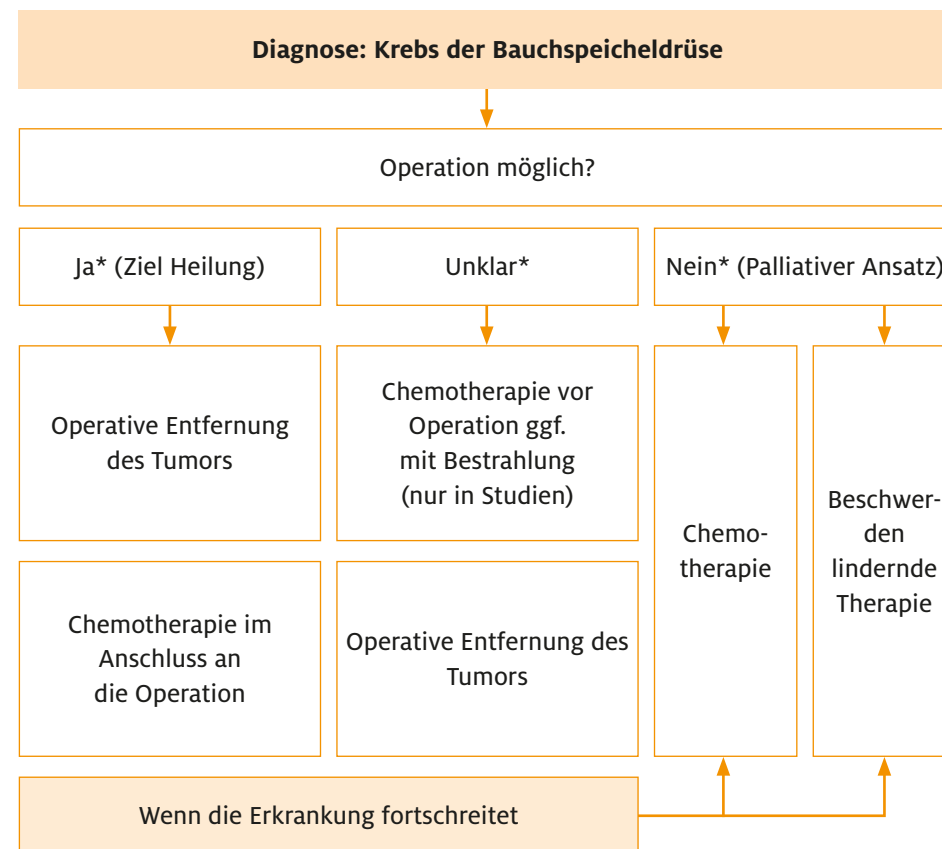 Diagnose: Krebs der Bauchspeicheldrüse
Operation möglich?
Ja* (Ziel Heilung)
Unklar*
Nein* (Palliativer Ansatz)
Operative Entfernung
des Tumors
Chemotherapie vor
Operation ggf.
mit Bestrahlung
(nur in Studien)
Chemo-
therapie
Beschwer-
den
lindernde
Therapie
Chemotherapie im
Anschluss an
die Operation
Operative Entfernung des
Tumors
Wenn die Erkrankung fortschreitet